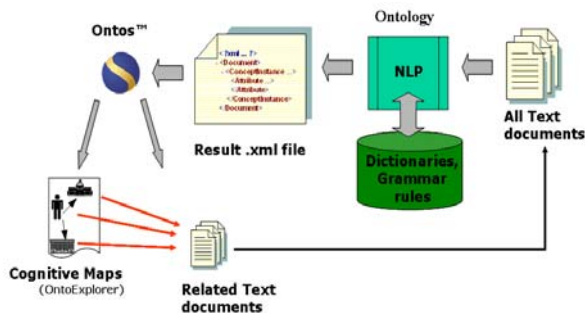 Ontos™
Ontology
<?xml ... ?>
- <Document>
- <ConceptInstance ...>
<Attribute ...>
</Attribute>
</ConceptInstance>
<Document>
NLP
Result .xml file
All Text
documents
Dictionaries,
Grammar
rules
Cognitive Maps
(OntoExplorer)
Related Text
documents